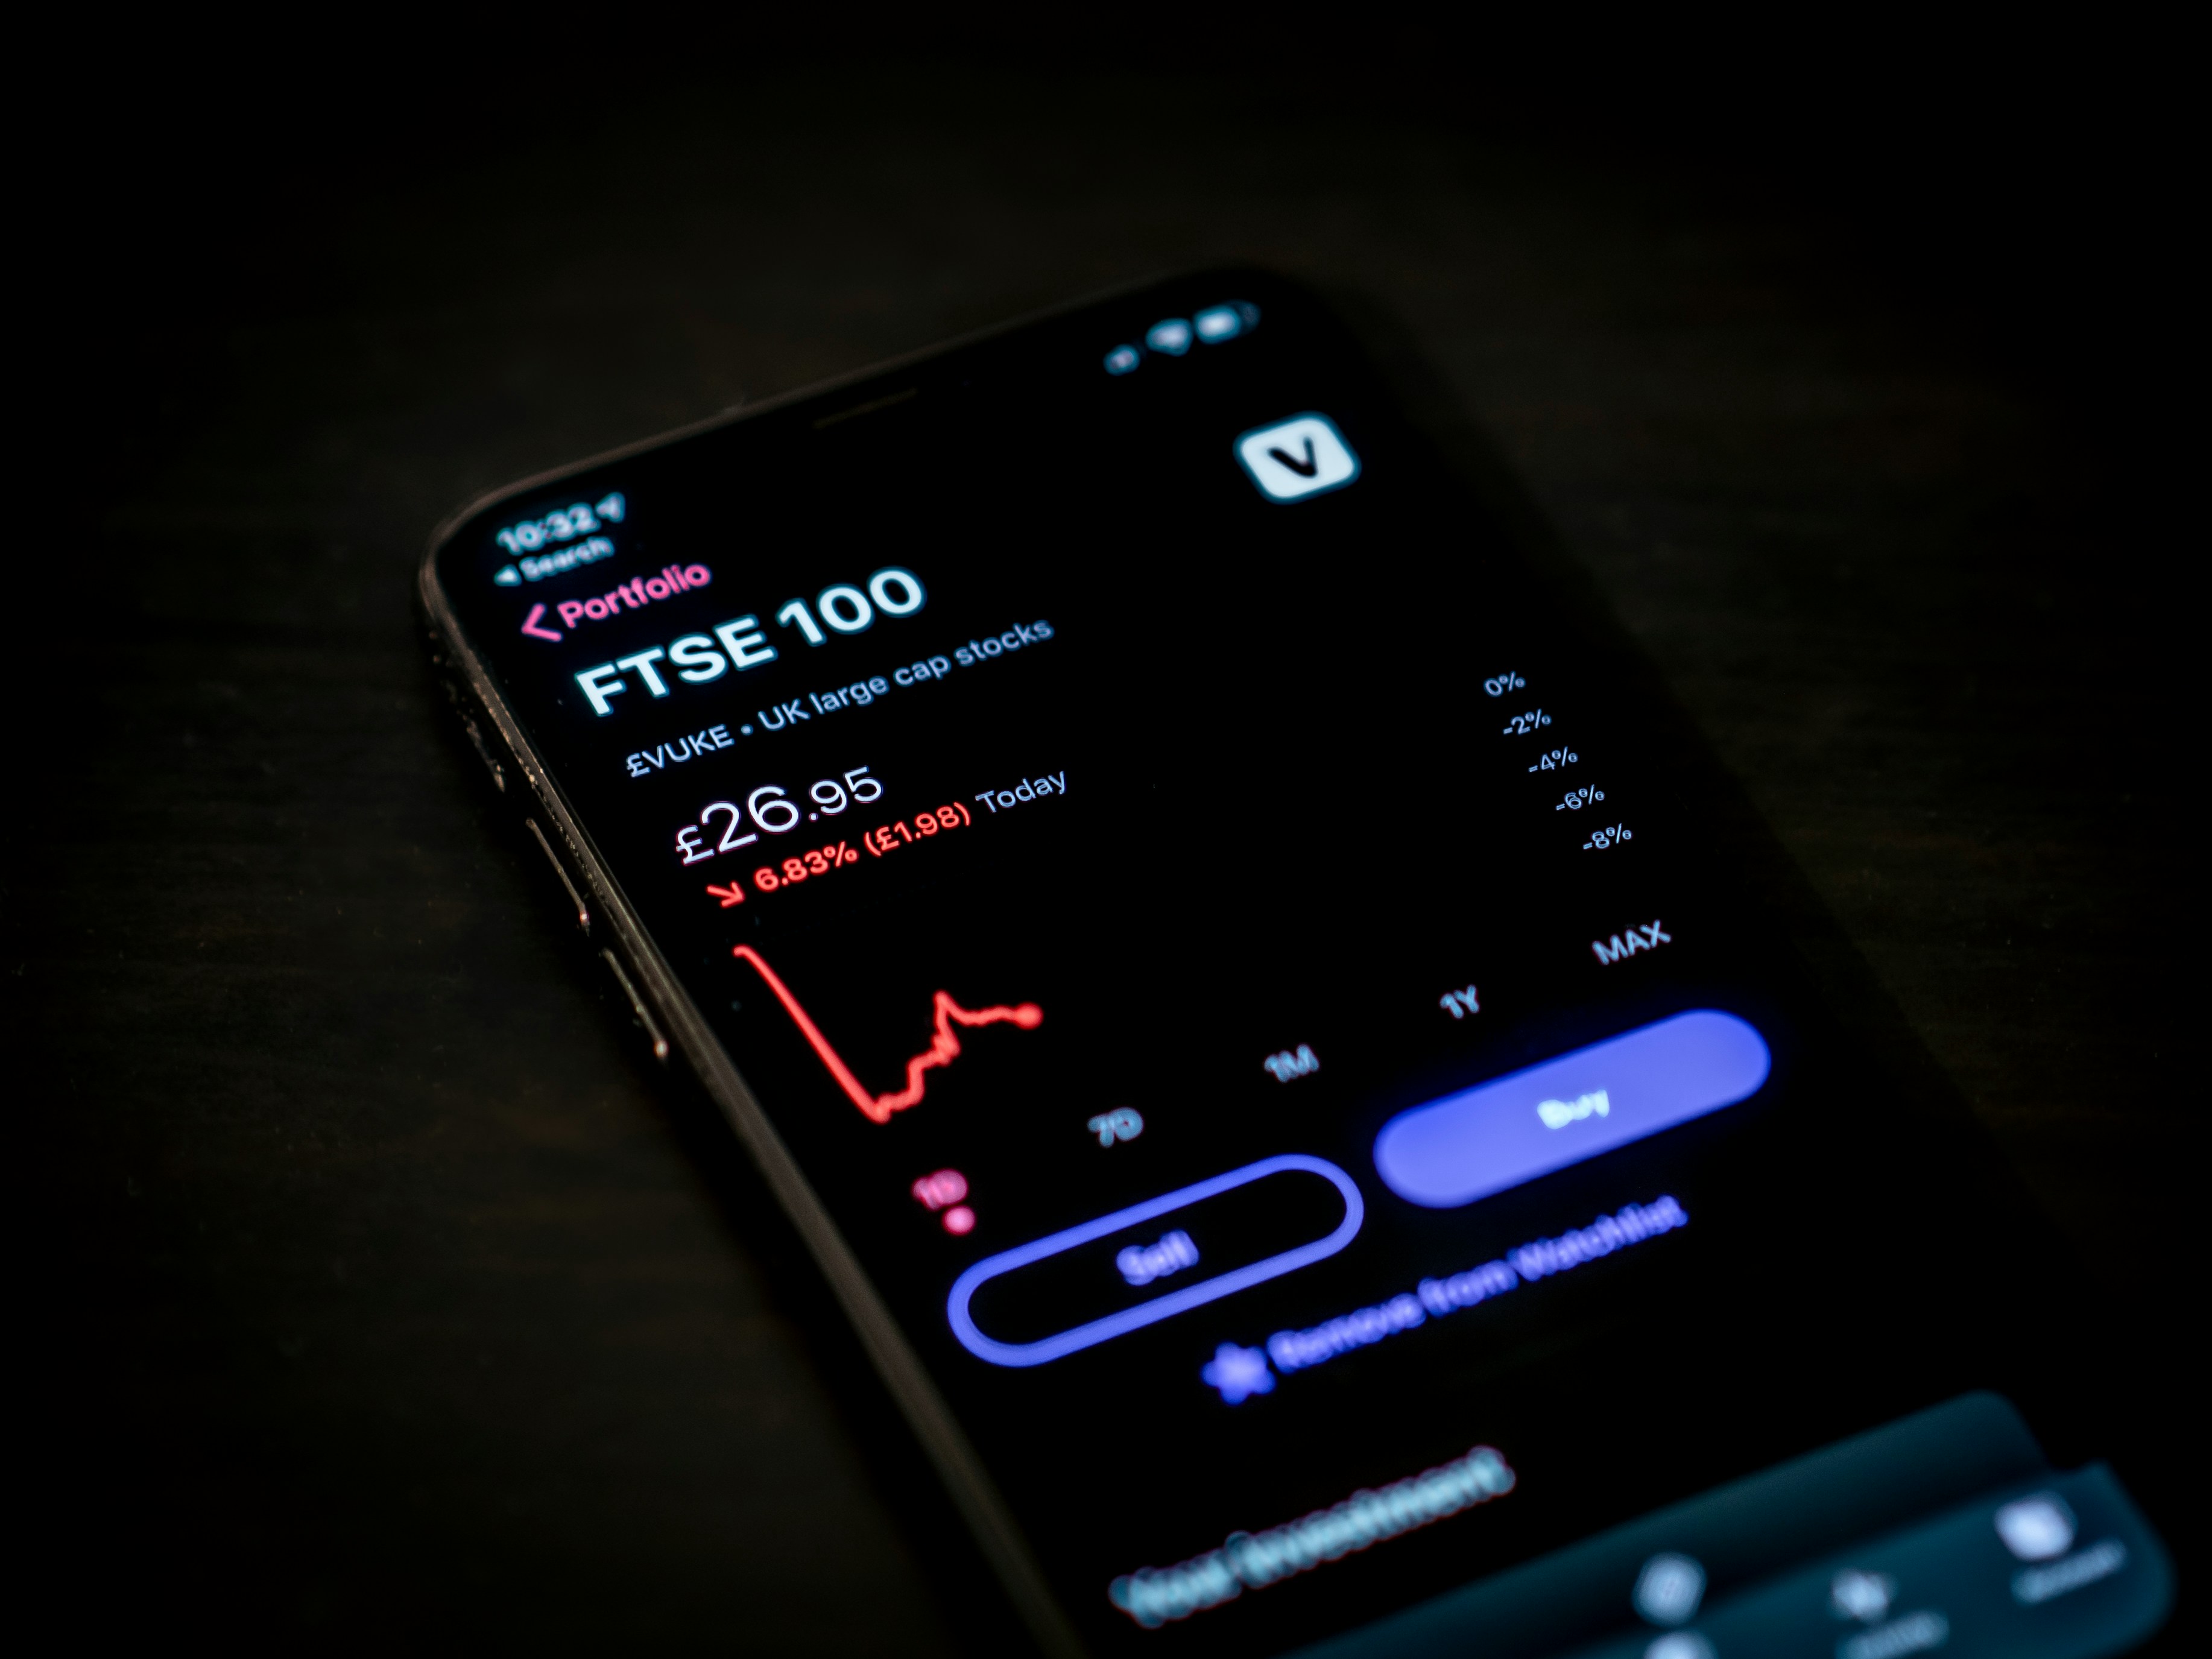 10:32
Search
V
Portfolio
FTSE 100
£VUKE • UK large cap stocks
£26.95
6.83% (£1.98) Today
0%
-2%
-4%
-6%
-8%
1D 7D 1M 1Y MAX
Sell Buy
Remove from Watchlist
Your Investment